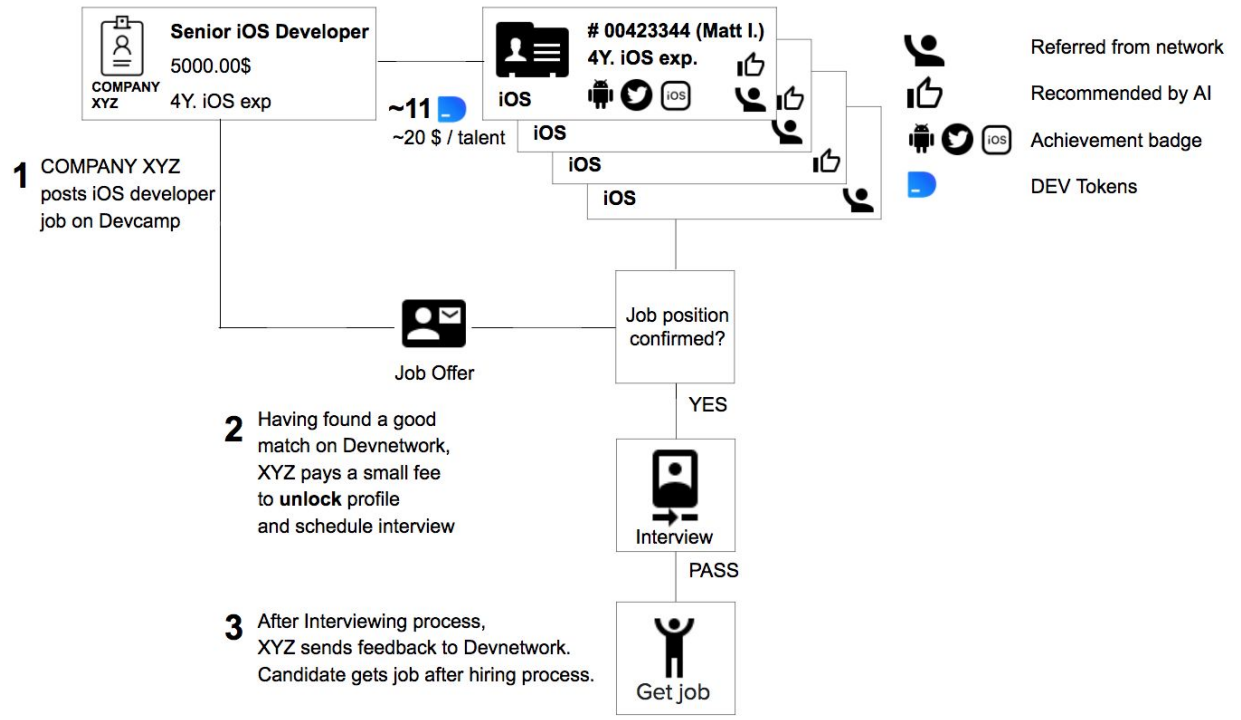 Senior iOS Developer
5000.00$
4Y. iOS exp
COMPANY
XYZ
~11
~20 $ / talent
# 00423344 (Matt I.)
4Y. iOS exp.
iOS
iOS
iOS
iOS
iOS
Referred from network
Recommended by AI
iOS
Achievement badge
DEV Tokens
1 COMPANY XYZ
posts iOS developer
job on Devcamp
Job Offer
Job position
confirmed?
YES
2 Having found a good
match on Devnetwork,
XYZ pays a small fee
to unlock profile
and schedule interview
Interview
PASS
3 After Interviewing process,
XYZ sends feedback to Devnetwork.
Candidate gets job after hiring process.
Get job